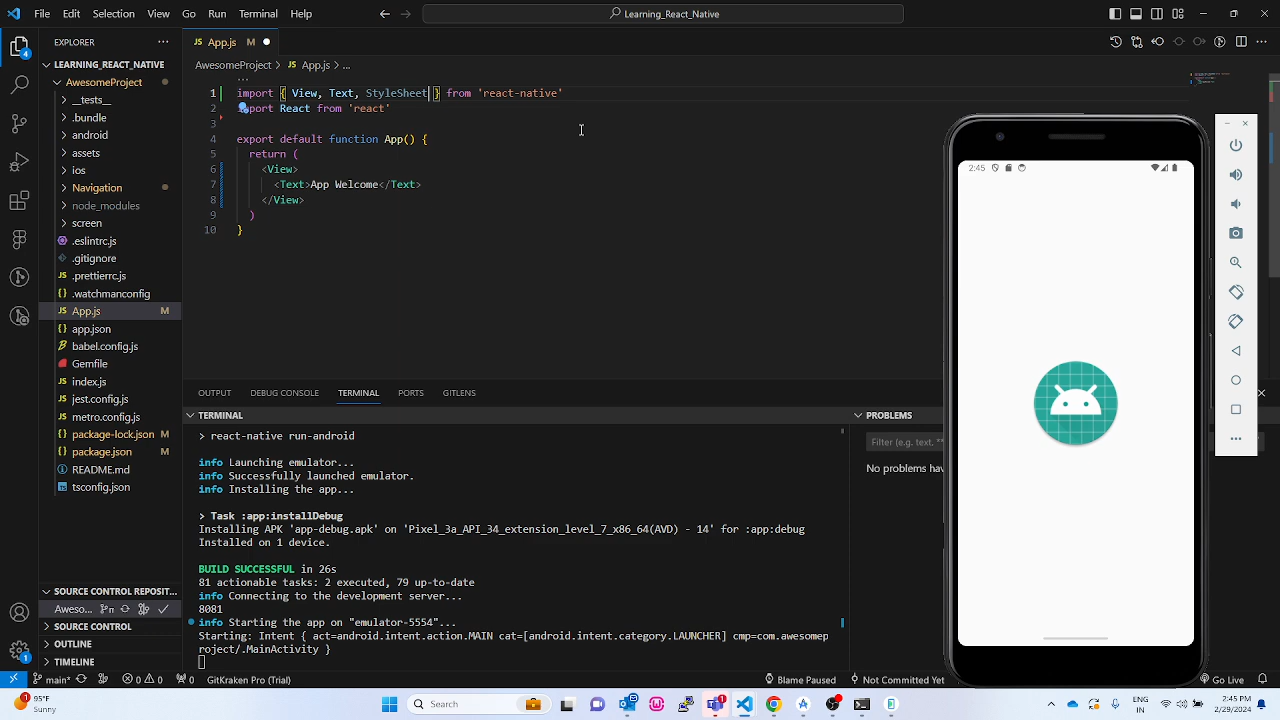 File Edit Selection View Go Run Terminal Help
Learning_React_Native
EXPLORER
App.js M
LEARNING_REACT_NATIVE
AwesomeProject > App.js > ...
AwesomeProject
__tests__
.bundle
android
assets
ios
Navigation
node_modules
screen
.eslintrc.js
.gitignore
.prettierrc.js
.watchmanconfig
App.js M
app.json
babel.config.js
Gemfile
index.js
jest.config.js
metro.config.js
package-lock.json M
package.json M
README.md
tsconfig.json
SOURCE CONTROL REPOSIT...
Aweso...
SOURCE CONTROL
OUTLINE
TIMELINE
1 import { View, Text, StyleSheet } from 'react-native'
2 import React from 'react'
3
4 export default function App() {
5 return (
6 <View>
7 <Text>App Welcome</Text>
8 </View>
9 )
10 }
OUTPUT DEBUG CONSOLE TERMINAL PORTS GITLENS
TERMINAL
> react-native run-android
info Launching emulator...
info Successfully launched emulator.
info Installing the app...
> Task :app:installDebug
Installing APK 'app-debug.apk' on 'Pixel_3a_API_34_extension_level_7_x86_64(AVD) - 14' for :app:debug
Installed on 1 device.
BUILD SUCCESSFUL in 26s
81 actionable tasks: 2 executed, 79 up-to-date
info Connecting to the development server...
8081
info Starting the app on "emulator-5554"...
Starting: Intent { act=android.intent.action.MAIN cat=[android.intent.category.LAUNCHER] cmp=com.awesomep
roject/.MainActivity }
PROBLEMS
Filter (e.g. text, **
No problems hav
2:45
main* 0 0 0 GitKraken Pro (Trial) Blame Paused Not Committed Yet Go Live
95°F
Sunny
Search
ENG
IN
2:45 PM
2/29/2024